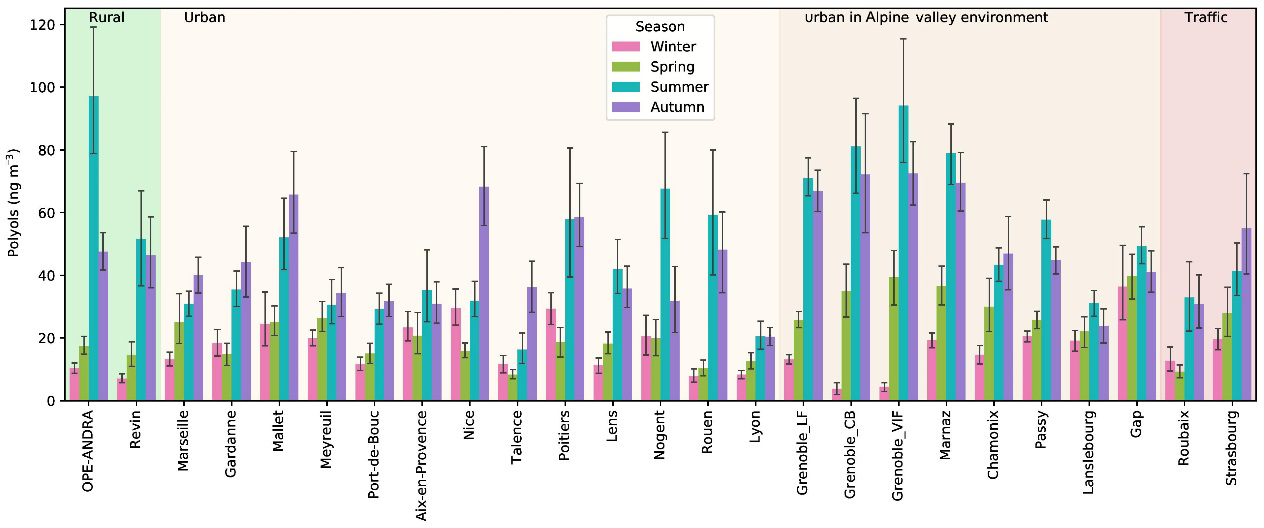 Rural
Urban
urban in Alpine valley environment
Traffic
Season
Winter
Spring
Summer
Autumn
Polyols (ng m⁻³)
120
100
80
60
40
20
0
OPE-ANDRA
Revin
Marseille
Gardanne
Mallet
Meyreuil
Port-de-Bouc
Aix-en-Provence
Nice
Talence
Poitiers
Lens
Nogent
Rouen
Lyon
Grenoble_LF
Grenoble_CB
Grenoble_VIF
Marnaz
Chamonix
Passy
Lanslebourg
Gap
Roubaix
Strasbourg